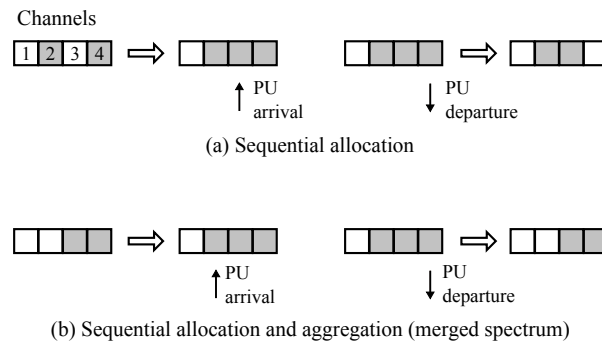 Channels
1 2 3 4
PU
arrival
PU
departure
(a) Sequential allocation
PU
arrival
PU
departure
(b) Sequential allocation and aggregation (merged spectrum)